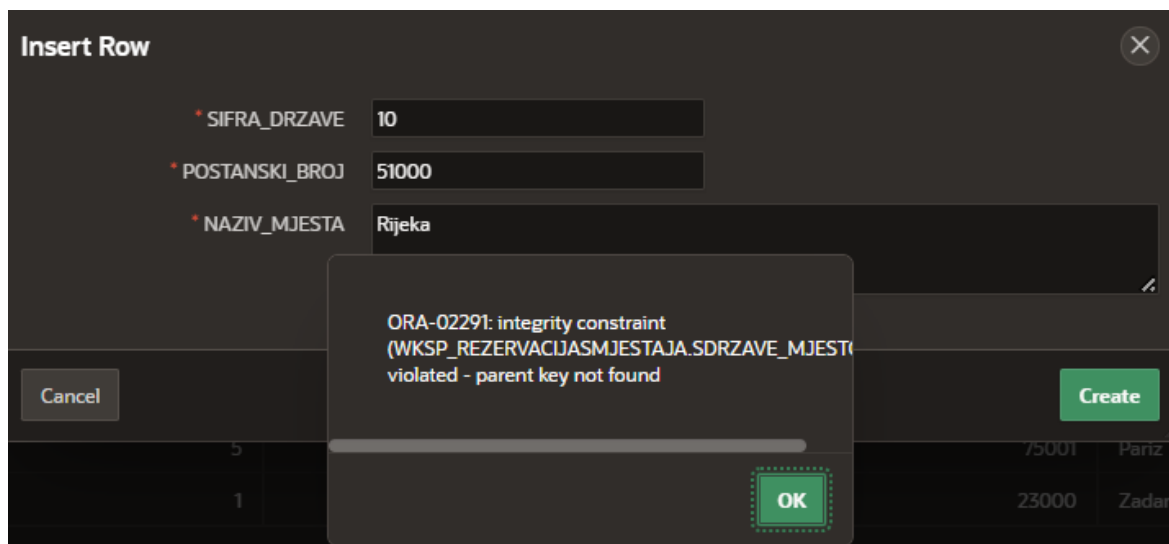 Insert Row
* SIFRA_DRZAVE 10
* POSTANSKI_BROJ 51000
* NAZIV_MJESTA Rijeka
ORA-02291: integrity constraint
(WKSP_REZERVACIJASMJESTAJA.SDRZAVE_MJESTO
violated - parent key not found
Cancel
Create
5 75001 Pariz
OK
1 23000 Zadar